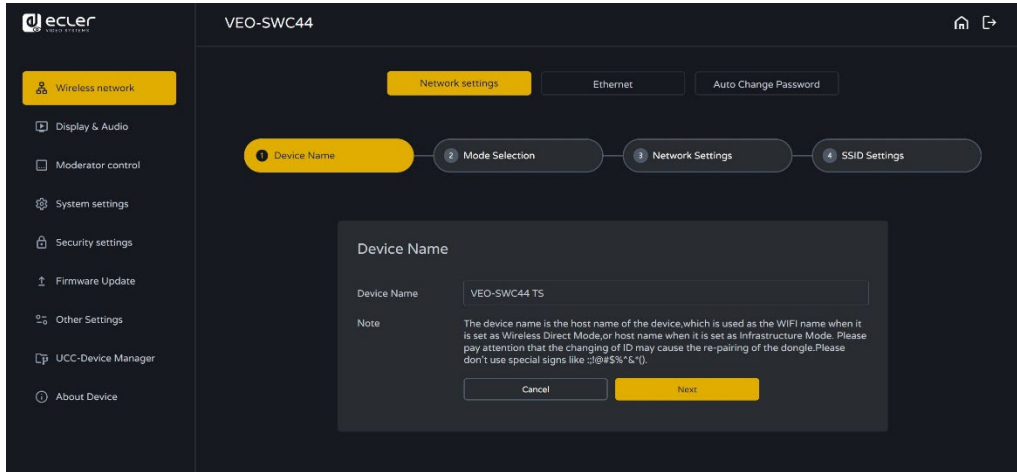 ecler
VIDEO SYSTEMS
VEO-SWC44
Wireless network
Display & Audio
Moderator control
System settings
Security settings
Firmware Update
Other Settings
UCC-Device Manager
About Device
Network settings
Ethernet
Auto Change Password
1 Device Name
2 Mode Selection
3 Network Settings
4 SSID Settings
Device Name
Device Name
VEO-SWC44 TS
Note
The device name is the host name of the device,which is used as the WIFI name when it
is set as Wireless Direct Mode,or host name when it is set as Infrastructure Mode. Please
pay attention that the changing of ID may cause the re-pairing of the dongle.Please
don't use special signs like :;!@#$%^&*().
Cancel
Next